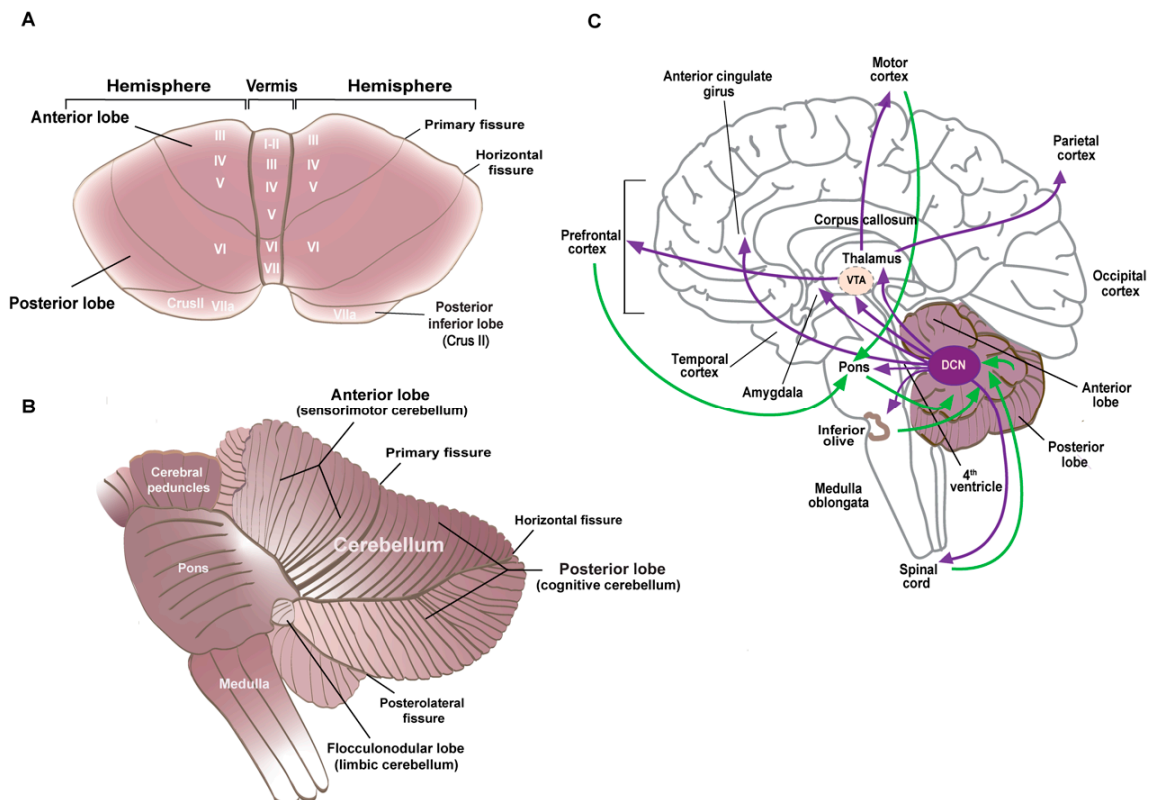 A
Hemisphere
Vermis
Hemisphere
Anterior lobe
Primary fissure
Horizontal
fissure
III
I-II
III
IV
III
IV
V
IV
V
V
VI
VI
VI
VII
Posterior lobe
CrusII
VIIa
VIIa
Posterior
inferior lobe
(Crus II)
B
Anterior lobe
(sensorimotor cerebellum)
Primary fissure
Cerebral
peduncles
Horizontal fissure
Cerebellum
Pons
Posterior lobe
(cognitive cerebellum)
Medulla
Posterolateral
fissure
Flocculonodular lobe
(limbic cerebellum)
C
Motor
cortex
Anterior cingulate
girus
Parietal
cortex
Corpus callosum
Prefrontal
cortex
Thalamus
VTA
Occipital
cortex
Temporal
cortex
Pons
DCN
Amygdala
Anterior
lobe
Inferior
olive
Posterior
lobe
4th
ventricle
Medulla
oblongata
Spinal
cord